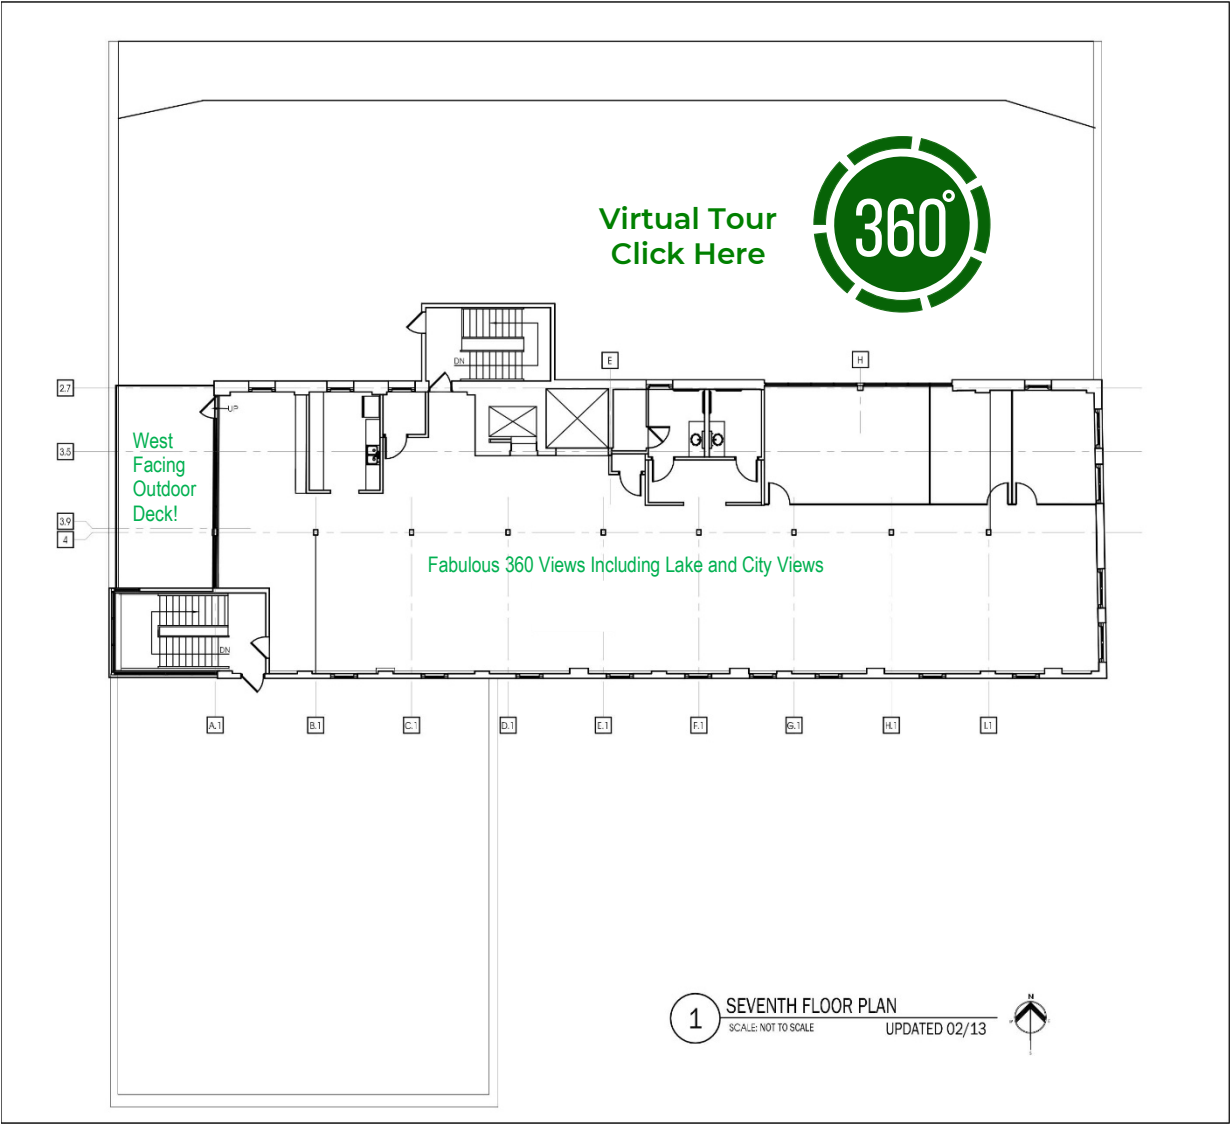 360°
Virtual Tour
Click Here
DN
E
H
2.7
UP
West
Facing
Outdoor
Deck!
3.5
3.9
4
Fabulous 360 Views Including Lake and City Views
DN
A.1
B.1
C.1
D.1
E.1
F.1
G.1
H.1
I.1
N
1
SEVENTH FLOOR PLAN
SCALE: NOT TO SCALE
UPDATED 02/13